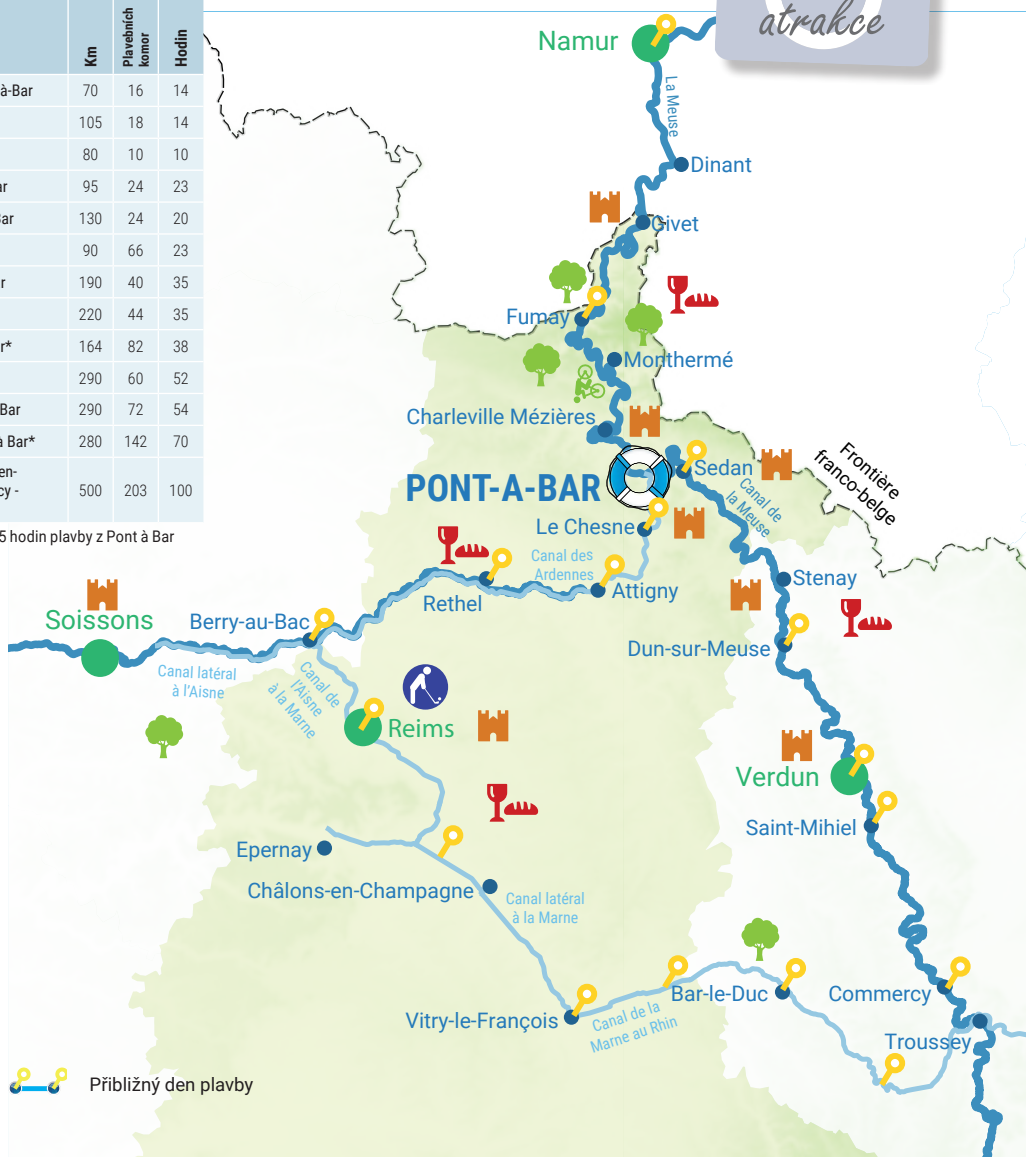 atrakce
Km Plavebních komor Hodin
à-Bar 70 16 14
105 18 14
80 10 10
ar 95 24 23
Bar 130 24 20
90 66 23
r 190 40 35
220 44 35
r* 164 82 38
290 60 52
Bar 290 72 54
à Bar* 280 142 70
en-
cy - 500 203 100
5 hodin plavby z Pont à Bar
Namur
La Meuse
Dinant
Givet
Fumay
Monthermé
Charleville Mézières
PONT-A-BAR
Sedan
Frontière
franco-belge
Canal de
la Meuse
Le Chesne
Canal des
Ardennes
Attigny
Rethel
Stenay
Soissons
Berry-au-Bac
Dun-sur-Meuse
Canal latéral
à l'Aisne
Canal de
l'Aisne
à la Marne
Reims
Verdun
Saint-Mihiel
Epernay
Châlons-en-Champagne
Canal latéral
à la Marne
Bar-le-Duc
Commercy
Vitry-le-François
Canal de la
Marne au Rhin
Troussey
Přibližný den plavby